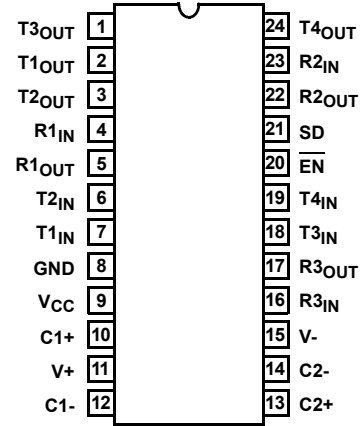 T3OUT 1 24 T4OUT
T1OUT 2 23 R2IN
T2OUT 3 22 R2OUT
R1IN 4 21 SD
R1OUT 5 20 E̅N̅
T2IN 6 19 T4IN
T1IN 7 18 T3IN
GND 8 17 R3OUT
VCC 9 16 R3IN
C1+ 10 15 V-
V+ 11 14 C2-
C1- 12 13 C2+